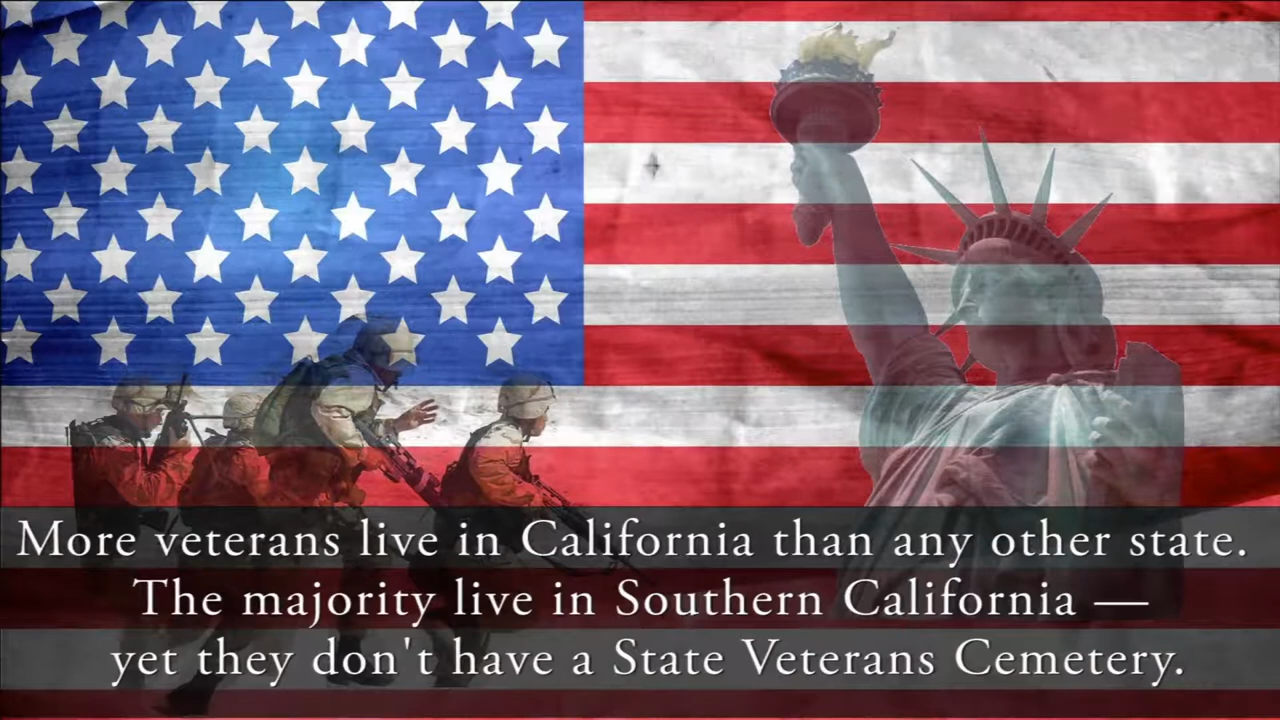 More veterans live in California than any other state.
The majority live in Southern California —
yet they don't have a State Veterans Cemetery.